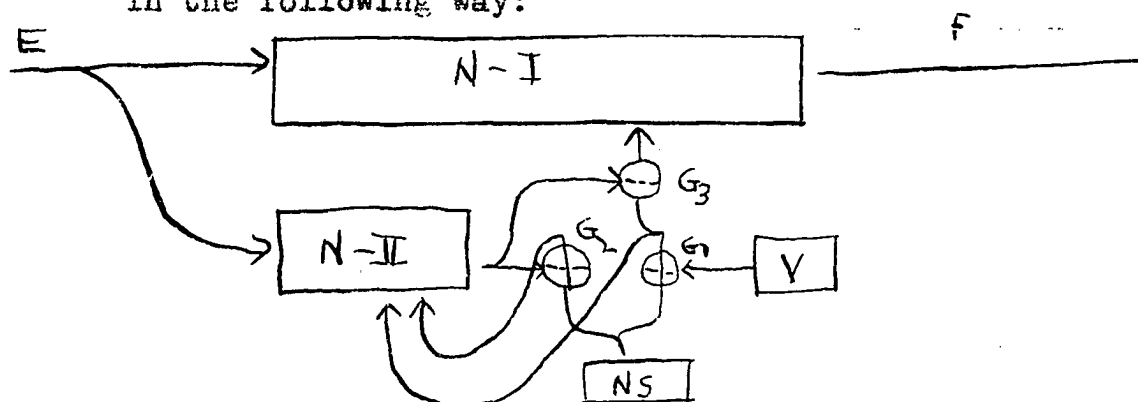 in the following way:
E
F
N-I
G3
N-II
G2
G1
V
NS